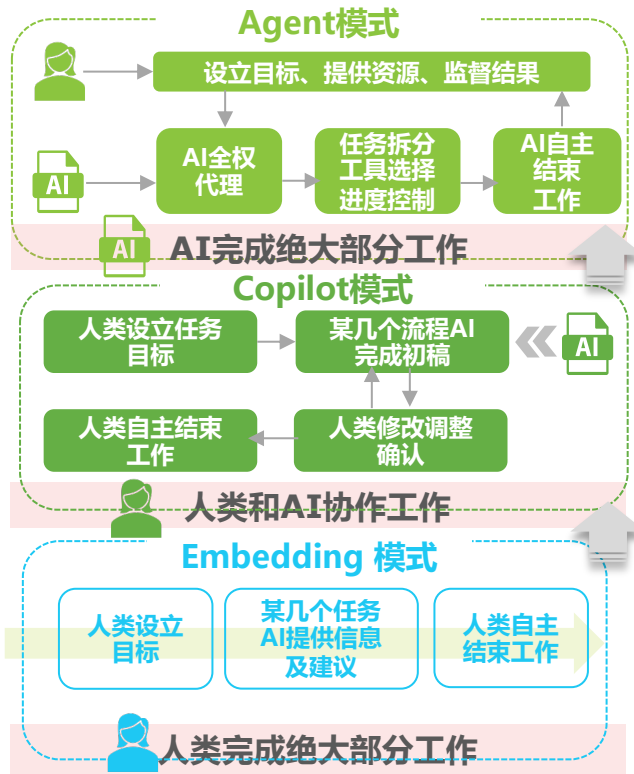 Agent模式
设立目标、提供资源、监督结果
AI
AI全权
代理
任务拆分
工具选择
进度控制
AI自主
结束
工作
AI
AI完成绝大部分工作
Copilot模式
人类设立任务
目标
某几个流程AI
完成初稿
AI
人类自主结束
工作
人类修改调整
确认
人类和AI协作工作
Embedding 模式
人类设立
目标
某几个任务
AI提供信息
及建议
人类自主
结束工作
人类完成绝大部分工作